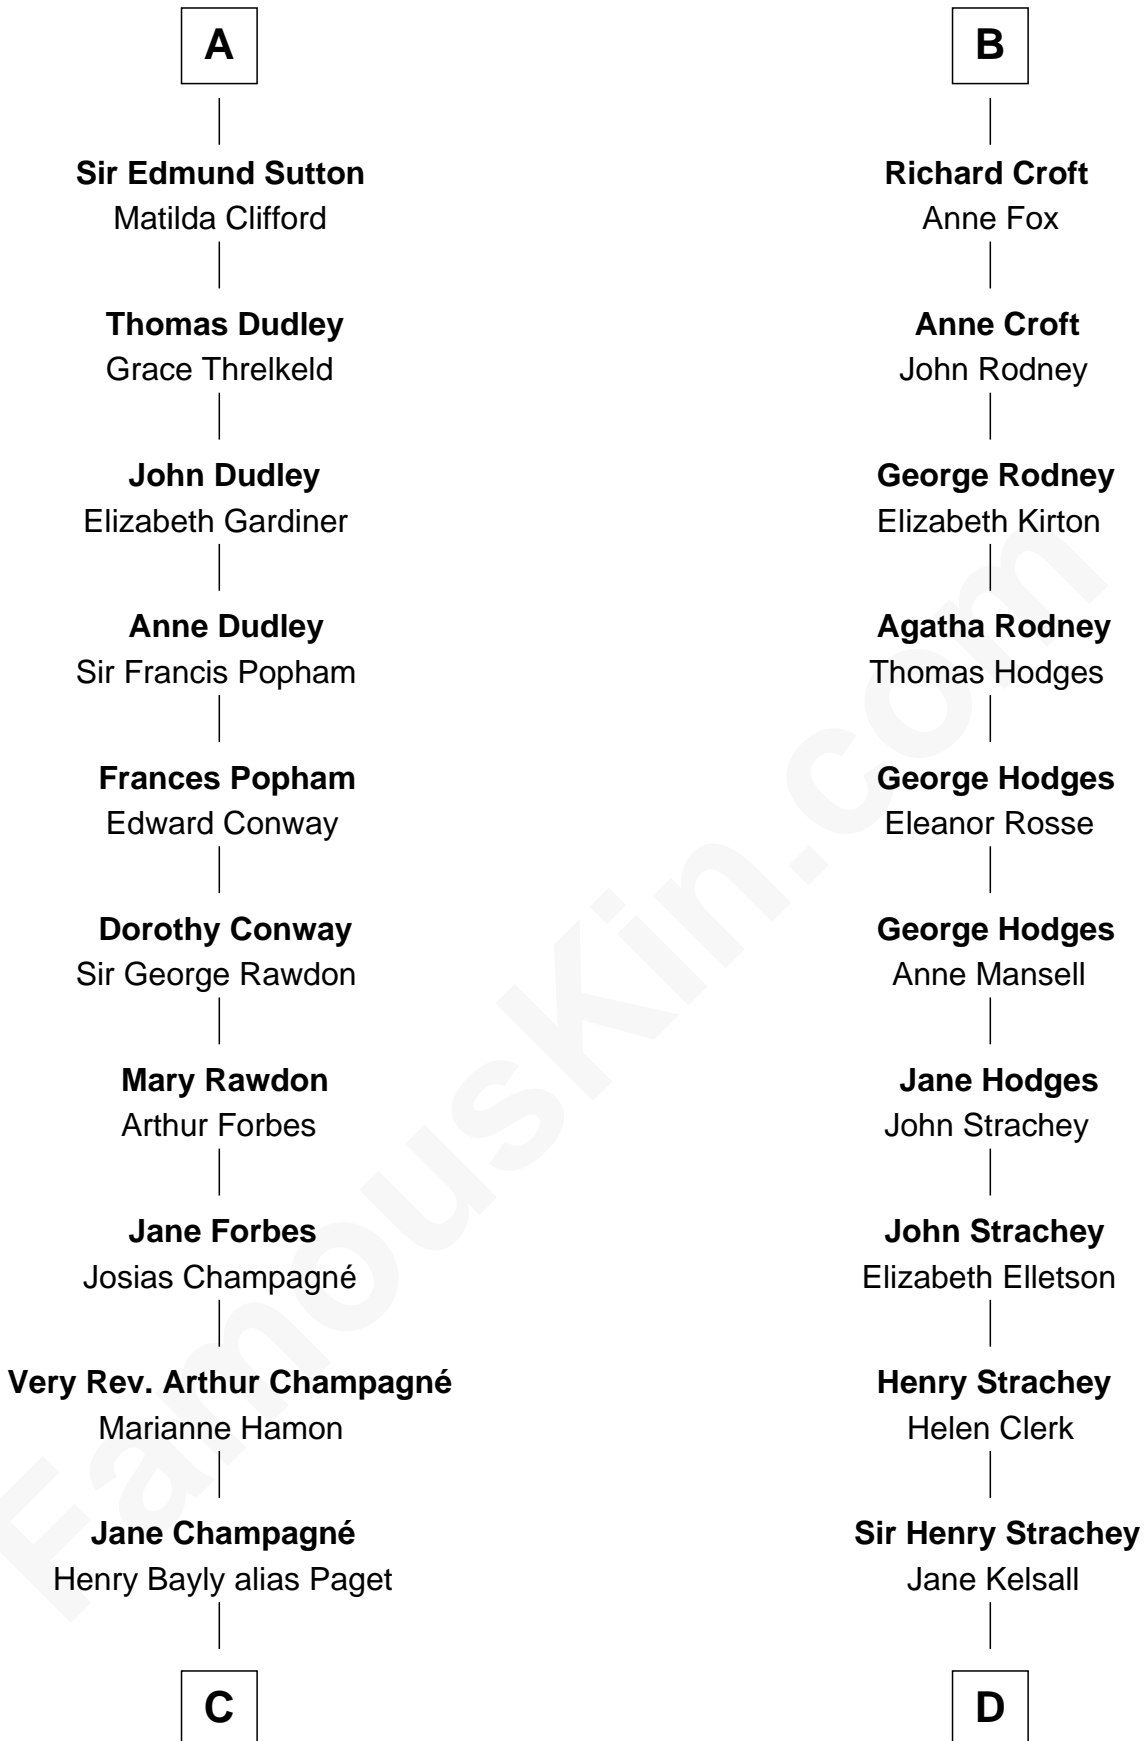 A
Sir Edmund Sutton
Matilda Clifford
Thomas Dudley
Grace Threlkeld
John Dudley
Elizabeth Gardiner
Anne Dudley
Sir Francis Popham
Frances Popham
Edward Conway
Dorothy Conway
Sir George Rawdon
Mary Rawdon
Arthur Forbes
Jane Forbes
Josias Champagné
Very Rev. Arthur Champagné
Marianne Hamon
Jane Champagné
Henry Bayly alias Paget
C
B
Richard Croft
Anne Fox
Anne Croft
John Rodney
George Rodney
Elizabeth Kirton
Agatha Rodney
Thomas Hodges
George Hodges
Eleanor Rosse
George Hodges
Anne Mansell
Jane Hodges
John Strachey
John Strachey
Elizabeth Elletson
Henry Strachey
Helen Clerk
Sir Henry Strachey
Jane Kelsall
D
FamousKin.com